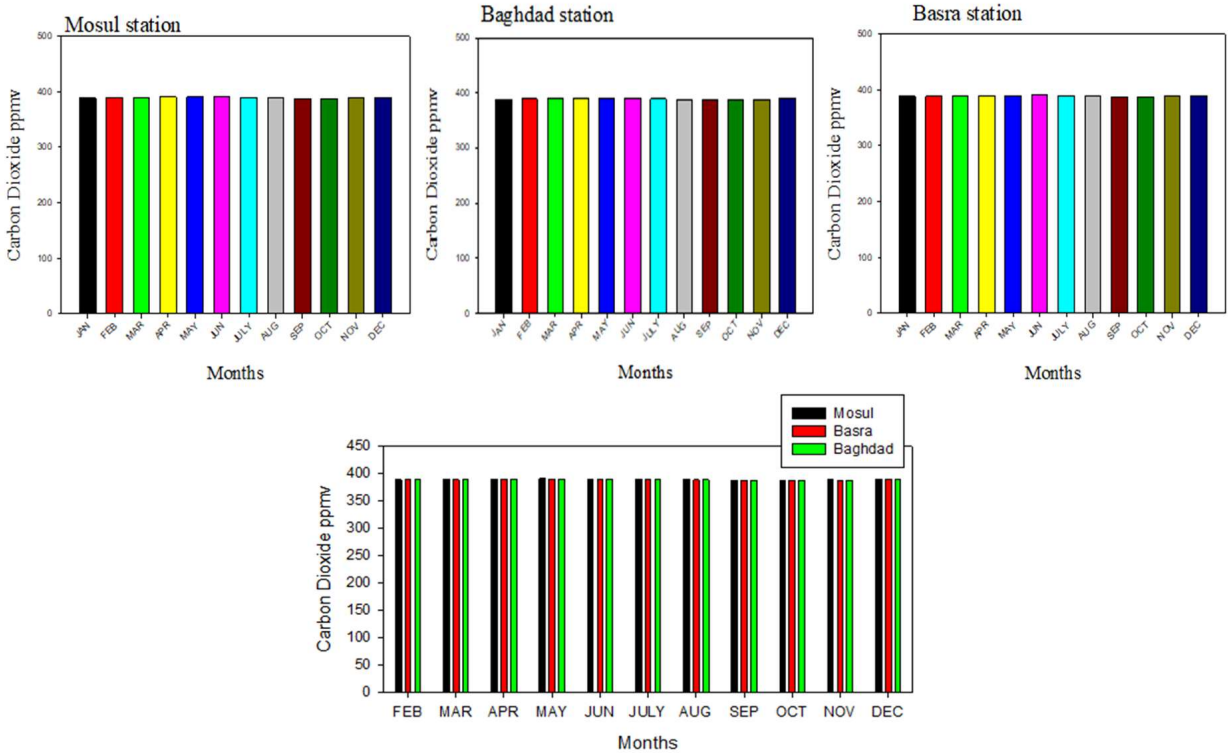 Mosul station
500
400
300
200
100
0
Carbon Dioxide ppmv
JAN FEB MAR APR MAY JUN JULY AUG SEP OCT NOV DEC
Months
Baghdad station
500
400
300
200
100
0
Carbon Dioxide ppmv
JAN FEB MAR APR MAY JUN JULY AUG SEP OCT NOV DEC
Months
Basra station
500
400
300
200
100
0
Carbon Dioxide ppmv
JAN FEB MAR APR MAY JUN JULY AUG SEP OCT NOV DEC
Months
Mosul
Basra
Baghdad
450
400
350
300
250
200
150
100
50
0
Carbon Dioxide ppmv
FEB MAR APR MAY JUN JULY AUG SEP OCT NOV DEC
Months